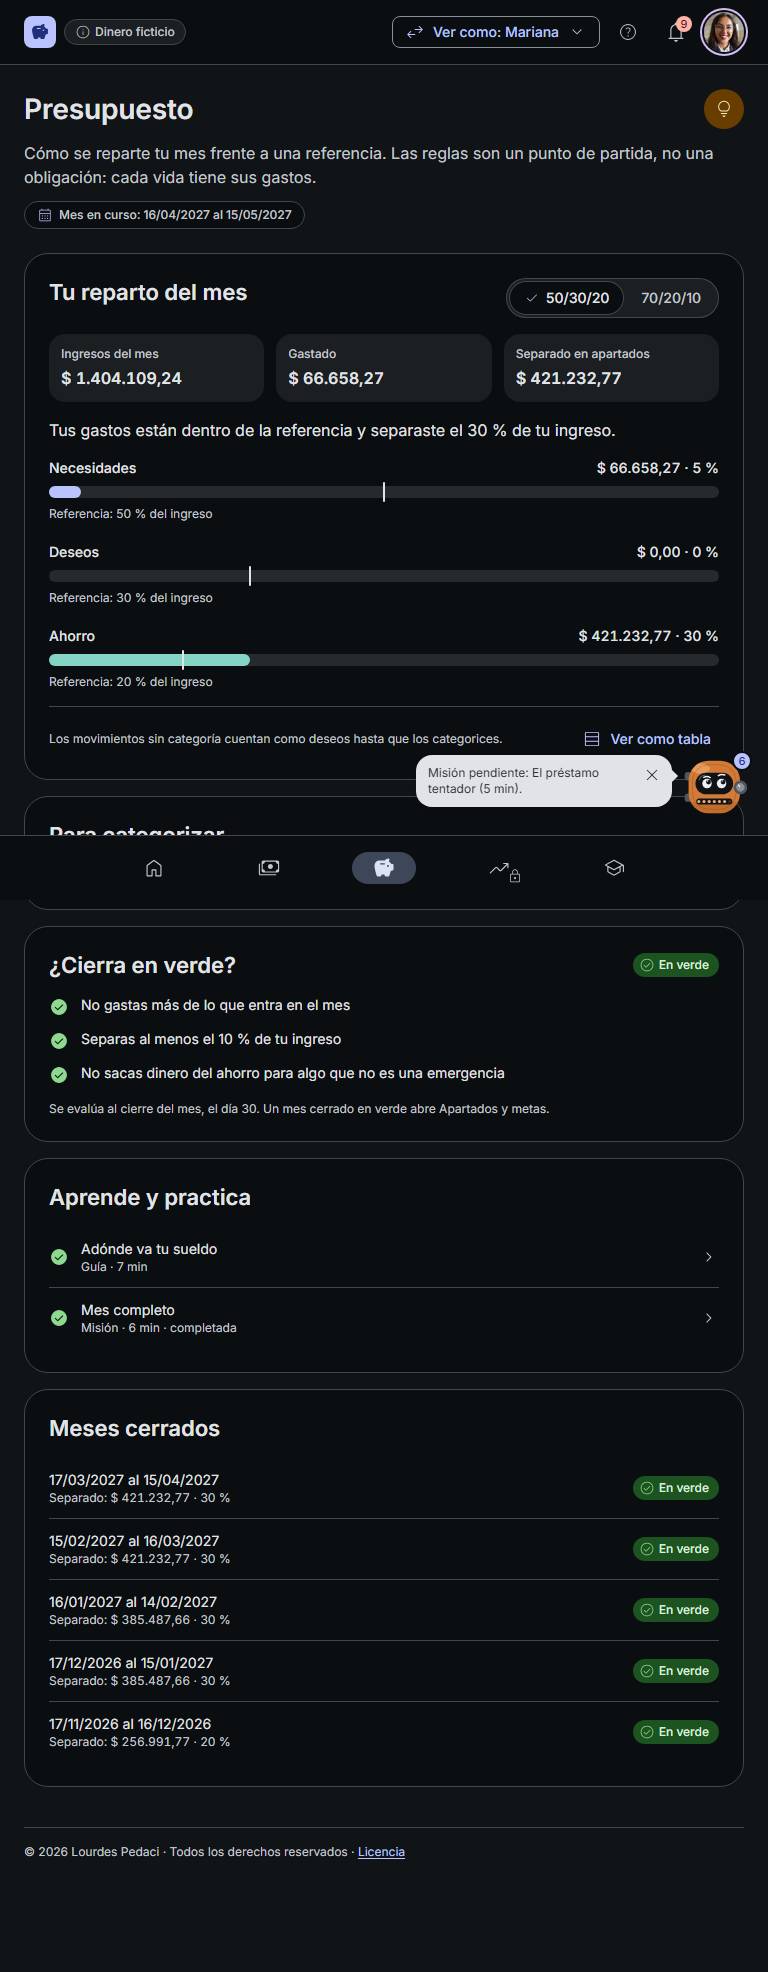 Dinero ficticio
Ver como: Mariana
9
Presupuesto
Cómo se reparte tu mes frente a una referencia. Las reglas son un punto de partida, no una
obligación: cada vida tiene sus gastos.
Mes en curso: 16/04/2027 al 15/05/2027
Tu reparto del mes
50/30/20
70/20/10
Ingresos del mes
$ 1.404.109,24
Gastado
$ 66.658,27
Separado en apartados
$ 421.232,77
Tus gastos están dentro de la referencia y separaste el 30 % de tu ingreso.
Necesidades
$ 66.658,27 · 5 %
Referencia: 50 % del ingreso
Deseos
$ 0,00 · 0 %
Referencia: 30 % del ingreso
Ahorro
$ 421.232,77 · 30 %
Referencia: 20 % del ingreso
Los movimientos sin categoría cuentan como deseos hasta que los categorices.
Ver como tabla
Misión pendiente: El préstamo
tentador (5 min).
6
Para categorizar
¿Cierra en verde?
En verde
No gastas más de lo que entra en el mes
Separas al menos el 10 % de tu ingreso
No sacas dinero del ahorro para algo que no es una emergencia
Se evalúa al cierre del mes, el día 30. Un mes cerrado en verde abre Apartados y metas.
Aprende y practica
Adónde va tu sueldo
Guía · 7 min
Mes completo
Misión · 6 min · completada
Meses cerrados
17/03/2027 al 15/04/2027
Separado: $ 421.232,77 · 30 %
En verde
15/02/2027 al 16/03/2027
Separado: $ 421.232,77 · 30 %
En verde
16/01/2027 al 14/02/2027
Separado: $ 385.487,66 · 30 %
En verde
17/12/2026 al 15/01/2027
Separado: $ 385.487,66 · 30 %
En verde
17/11/2026 al 16/12/2026
Separado: $ 256.991,77 · 20 %
En verde
© 2026 Lourdes Pedaci · Todos los derechos reservados · Licencia